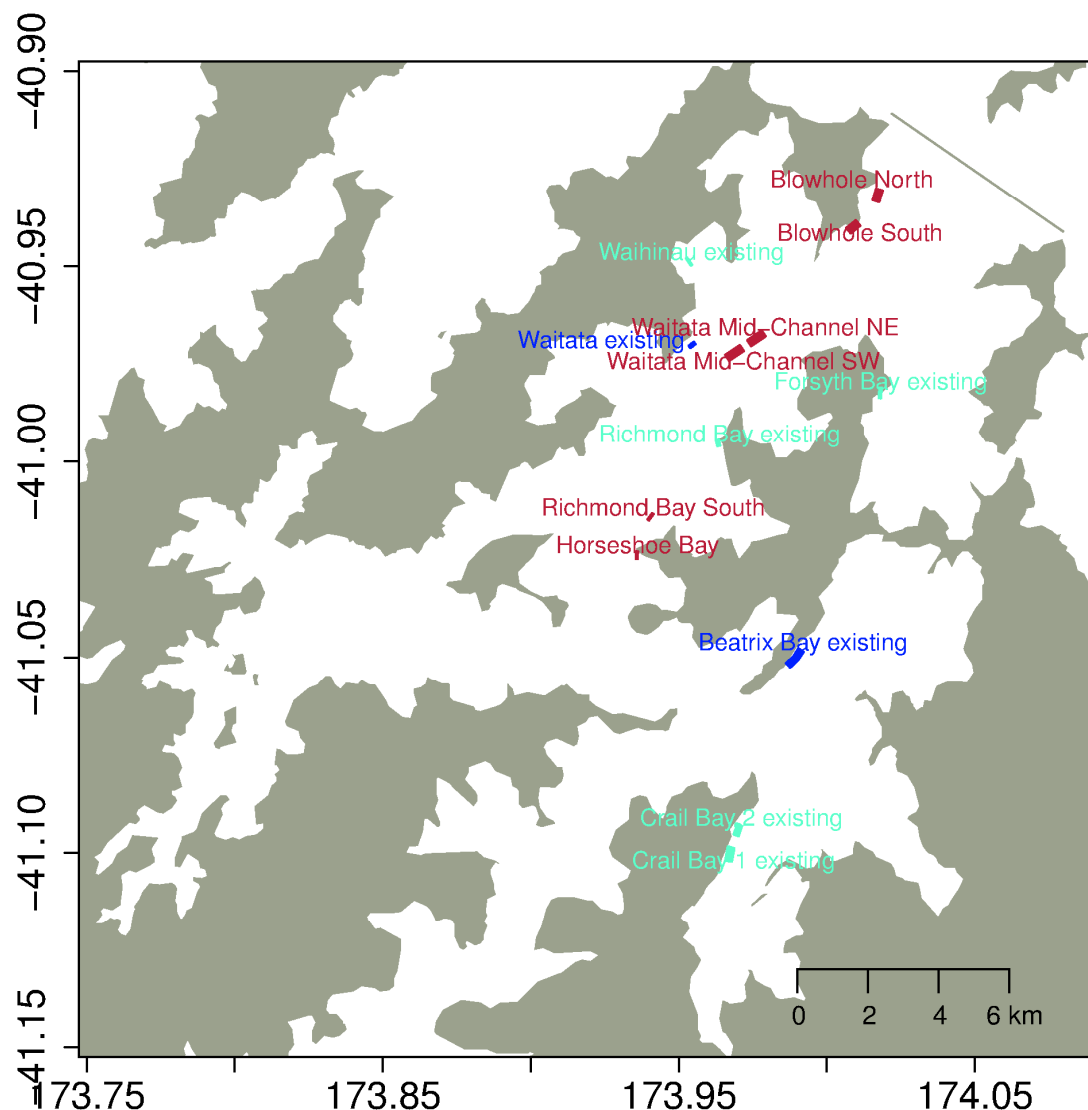 −40.90
Blowhole North
Blowhole South
−40.95
Waihinau existing
Waitata Mid−Channel NE
Waitata existing
Waitata Mid−Channel SW
Forsyth Bay existing
Richmond Bay existing
−41.00
Richmond Bay South
Horseshoe Bay
Beatrix Bay existing
−41.05
Crail Bay 2 existing
−41.10
Crail Bay 1 existing
−41.15
0 2 4 6 km
173.75 173.85 173.95 174.05